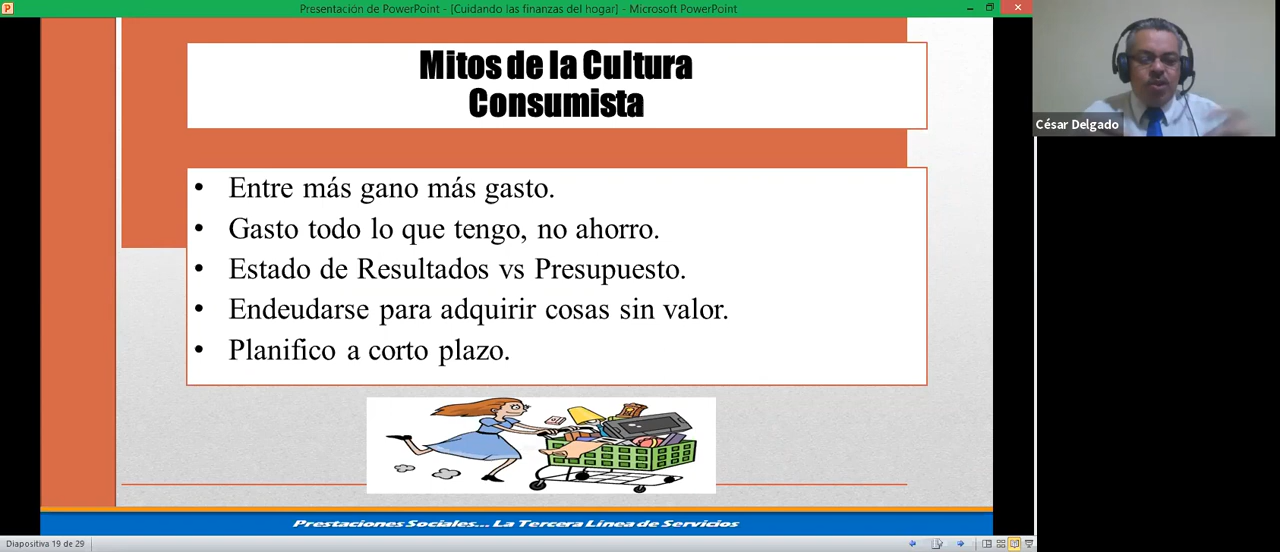 Presentación de PowerPoint - [Cuidando las finanzas del hogar] - Microsoft PowerPoint
Mitos de la Cultura
Consumista
César Delgado
• Entre más gano más gasto.
• Gasto todo lo que tengo, no ahorro.
• Estado de Resultados vs Presupuesto.
• Endeudarse para adquirir cosas sin valor.
• Planifico a corto plazo.
Prestaciones Sociales... La Tercera Línea de Servicios
Diapositiva 19 de 29